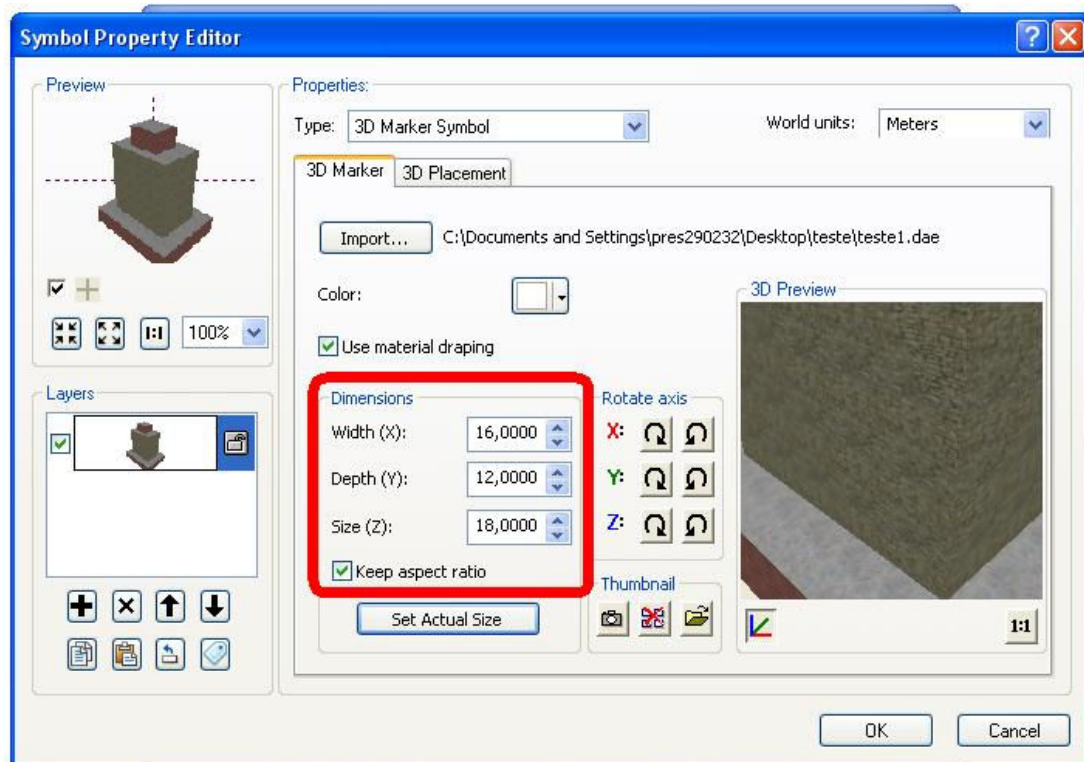 Symbol Property Editor
Preview
100%
Layers
Properties:
Type: 3D Marker Symbol World units: Meters
3D Marker 3D Placement
Import... C:\Documents and Settings\pres290232\Desktop\teste\teste1.dae
Color:
Use material draping
Dimensions
Width (X): 16,0000
Depth (Y): 12,0000
Size (Z): 18,0000
Keep aspect ratio
Set Actual Size
Rotate axis
X:
Y:
Z:
Thumbnail
3D Preview
1:1
OK Cancel